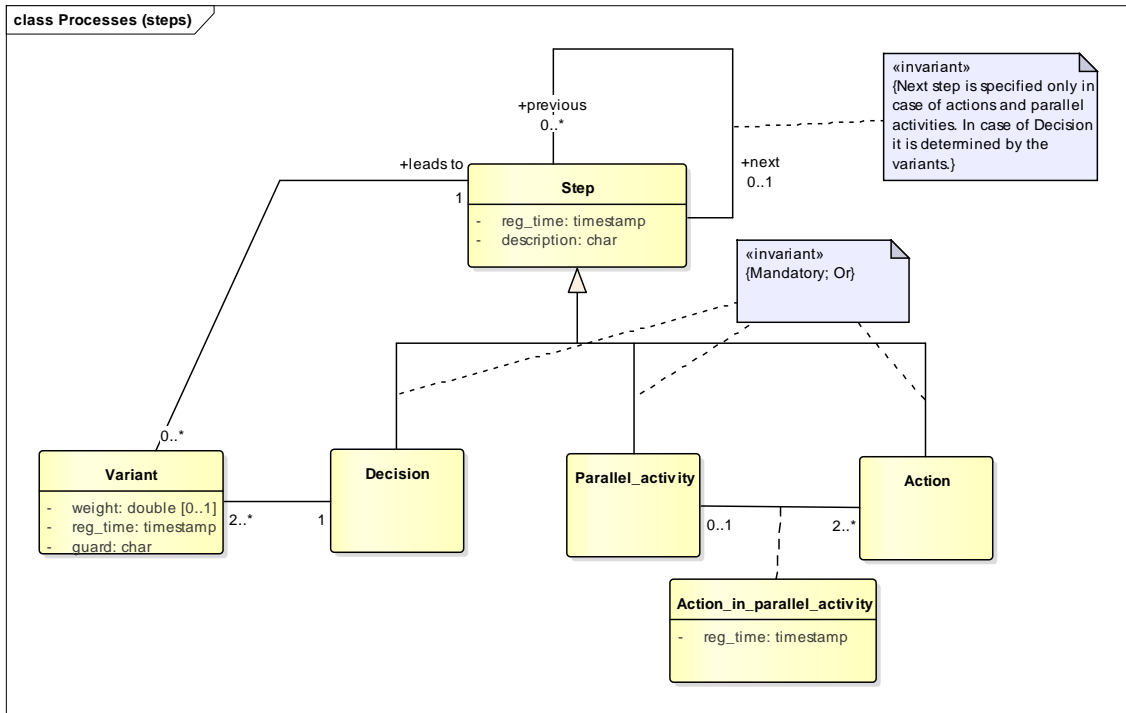 class Processes (steps)
«invariant»
{Next step is specified only in
case of actions and parallel
activities. In case of Decision
it is determined by the
variants.}
+previous
0..*
+leads to
1
+next
0..1
Step
- reg_time: timestamp
- description: char
«invariant»
{Mandatory; Or}
0..*
Variant
- weight: double [0..1]
- reg_time: timestamp
- guard: char
2..*
1
Decision
Parallel_activity
0..1
2..*
Action
Action_in_parallel_activity
- reg_time: timestamp